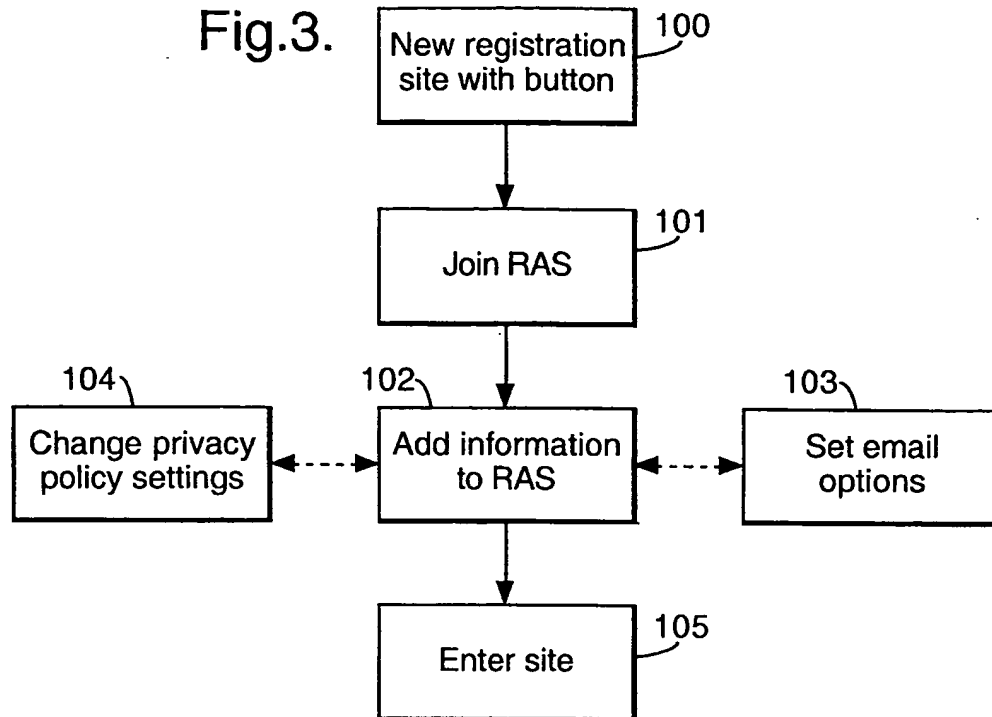 Fig.3.
New registration
site with button
100
Join RAS
101
104
Change privacy
policy settings
102
Add information
to RAS
103
Set email
options
Enter site
105